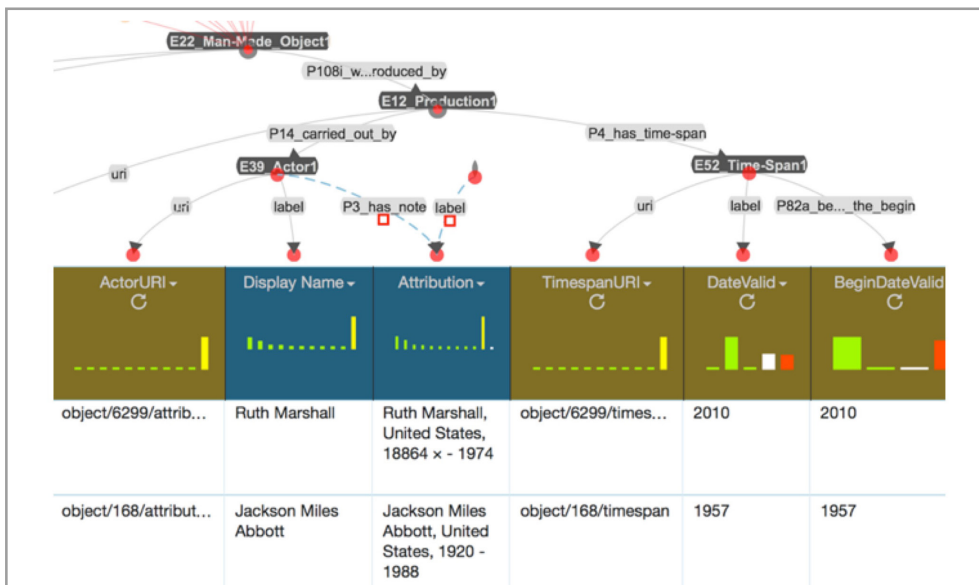 E22_Man-Made_Object1
P108i_w...roduced_by
E12_Production1
P14_carried_out_by
P4_has_time-span
E39_Actor1
E52_Time-Span1
uri
uri
label
P3_has_note
label
uri
label
P82a_be..._the_begin
ActorURI
Display Name
Attribution
TimespanURI
DateValid
BeginDateValid
object/6299/attrib...
Ruth Marshall
Ruth Marshall,
United States,
18864 × - 1974
object/6299/times...
2010
2010
object/168/attribut...
Jackson Miles
Abbott
Jackson Miles
Abbott, United
States, 1920 -
1988
object/168/timespan
1957
1957